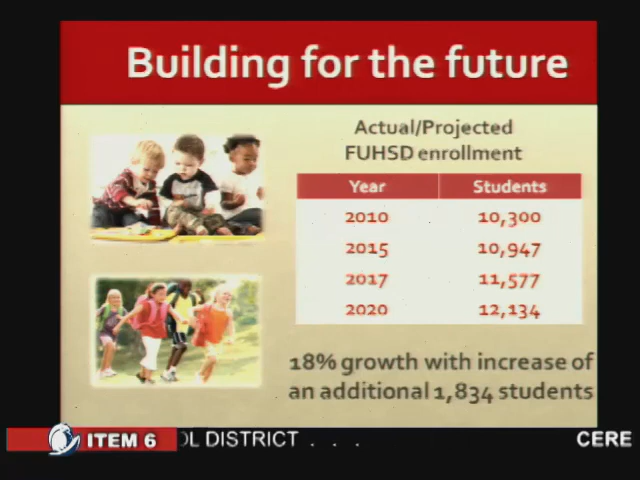 Building for the future
Actual/Projected
FUHSD enrollment
Year Students
2010 10,300
2015 10,947
2017 11,577
2020 12,134
18% growth with increase of
an additional 1,834 students
ITEM 6 OL DISTRICT . . . CERE